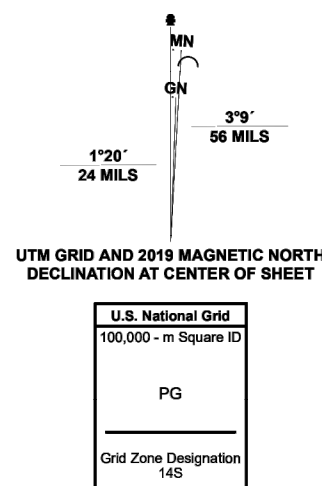 MN
GN
3°9´
56 MILS
1°20´
24 MILS
UTM GRID AND 2019 MAGNETIC NORTH
DECLINATION AT CENTER OF SHEET
U.S. National Grid
100,000 - m Square ID
PG
Grid Zone Designation
14S